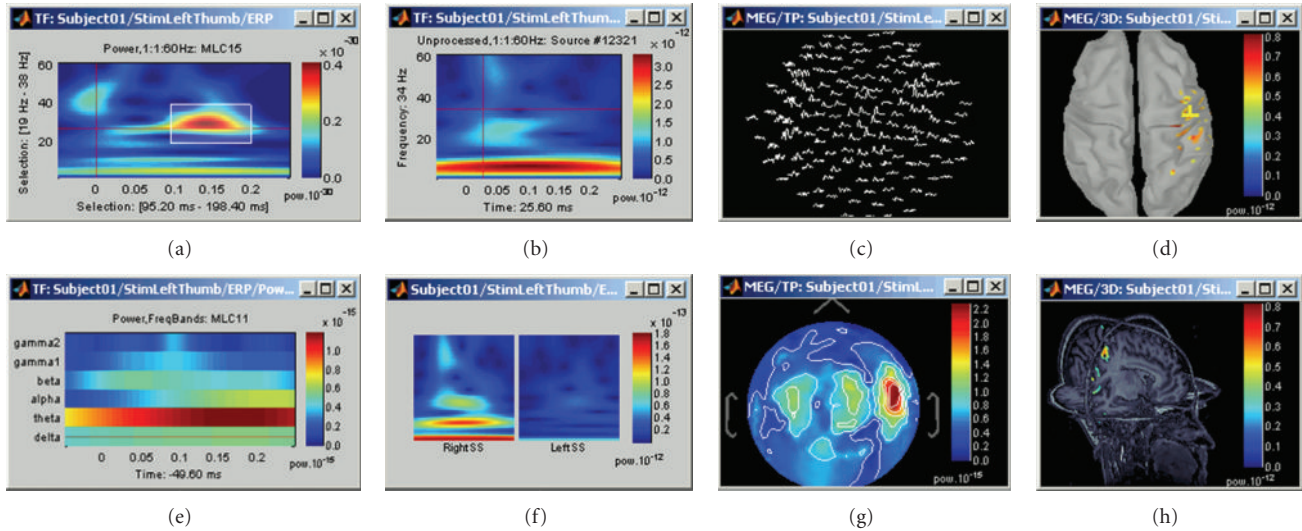 TF: Subject01/StimLeftThumb/ERP
Power,1:1:60Hz: MLC15
x 10 -30
0.4
0.3
0.2
0.1
0.0
60
40
20
Selection: [19 Hz - 38 Hz]
0 0.05 0.1 0.15 0.2
pow.10-30
Selection: [95.20 ms - 198.40 ms]
(a)
TF: Subject01/StimLeftThum...
Unprocessed,1:1:60Hz: Source #12321
x 10 -12
3.0
2.5
2.0
1.5
1.0
0.5
0.0
60
40
20
Frequency: 34 Hz
0 0.05 0.1 0.15 0.2
pow.10-12
Time: 25.60 ms
(b)
MEG/TP: Subject01/StimLe...
(c)
MEG/3D: Subject01/Sti...
0.8
0.7
0.6
0.5
0.4
0.3
0.2
0.1
0.0
pow.10-12
(d)
TF: Subject01/StimLeftThumb/ERP/Pow...
Power,FreqBands: MLC11
x 10 -15
1.0
0.8
0.6
0.4
0.2
0.0
gamma2
gamma1
beta
alpha
theta
delta
0 0.05 0.1 0.15 0.2
pow.10-15
Time: -49.60 ms
(e)
Subject01/StimLeftThumb/E...
x 10 -13
1.8
1.6
1.4
1.2
1.0
0.8
0.6
0.4
0.2
0.0
RightSS LeftSS
pow.10-12
(f)
MEG/TP: Subject01/StimL...
2.2
2.0
1.8
1.6
1.4
1.2
1.0
0.8
0.6
0.4
0.2
0.0
pow.10-15
(g)
MEG/3D: Subject01/Sti...
0.8
0.7
0.6
0.5
0.4
0.3
0.2
0.1
0.0
pow.10-12
(h)